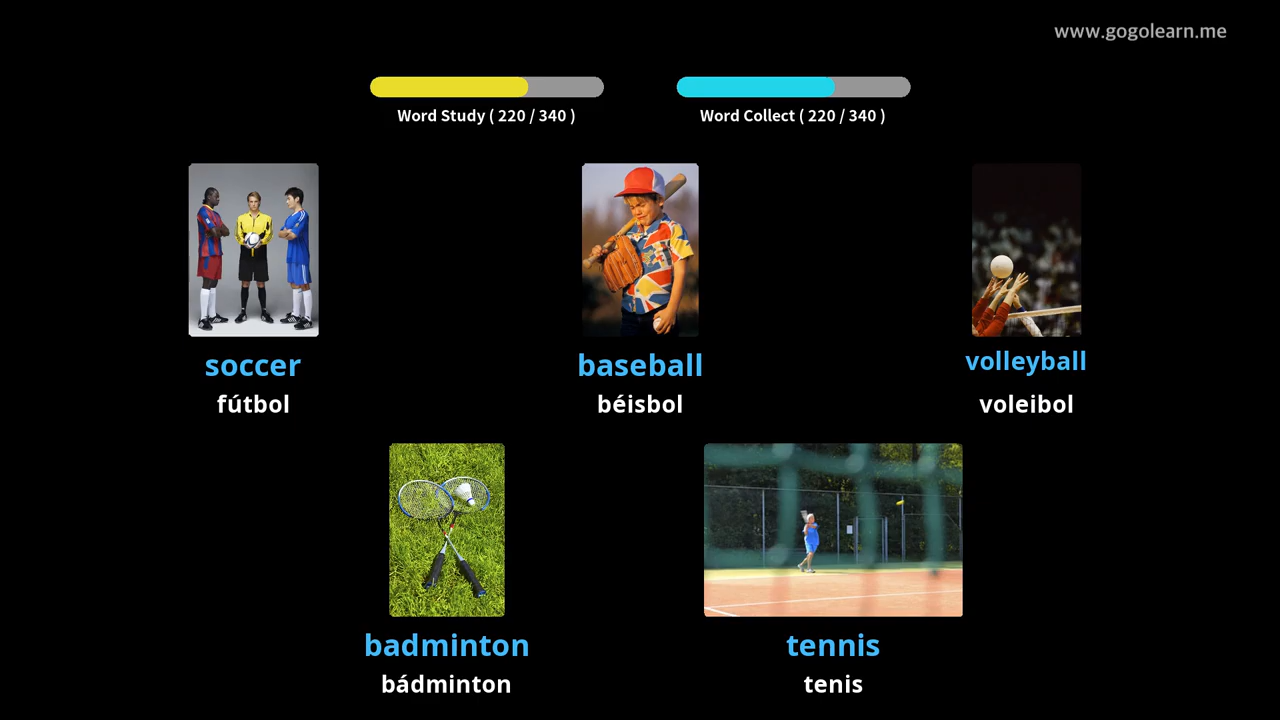 www.gogolearn.me
Word Study ( 220 / 340 )
Word Collect ( 220 / 340 )
soccer
fútbol
baseball
béisbol
volleyball
voleibol
badminton
bádminton
tennis
tenis